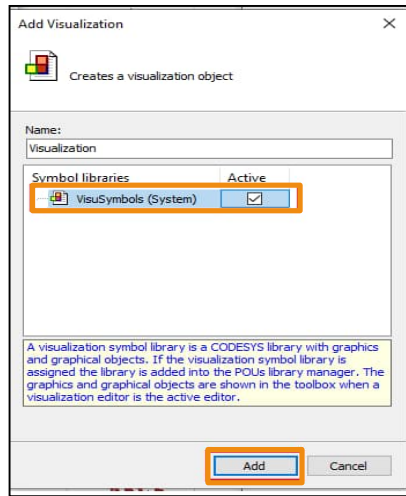 Add Visualization
Creates a visualization object
Name:
Visualization
Symbol libraries Active
VisuSymbols (System)
A visualization symbol library is a CODESYS library with graphics
and graphical objects. If the visualization symbol library is
assigned the library is added into the POUs library manager. The
graphics and graphical objects are shown in the toolbox when a
visualization editor is the active editor.
Add Cancel